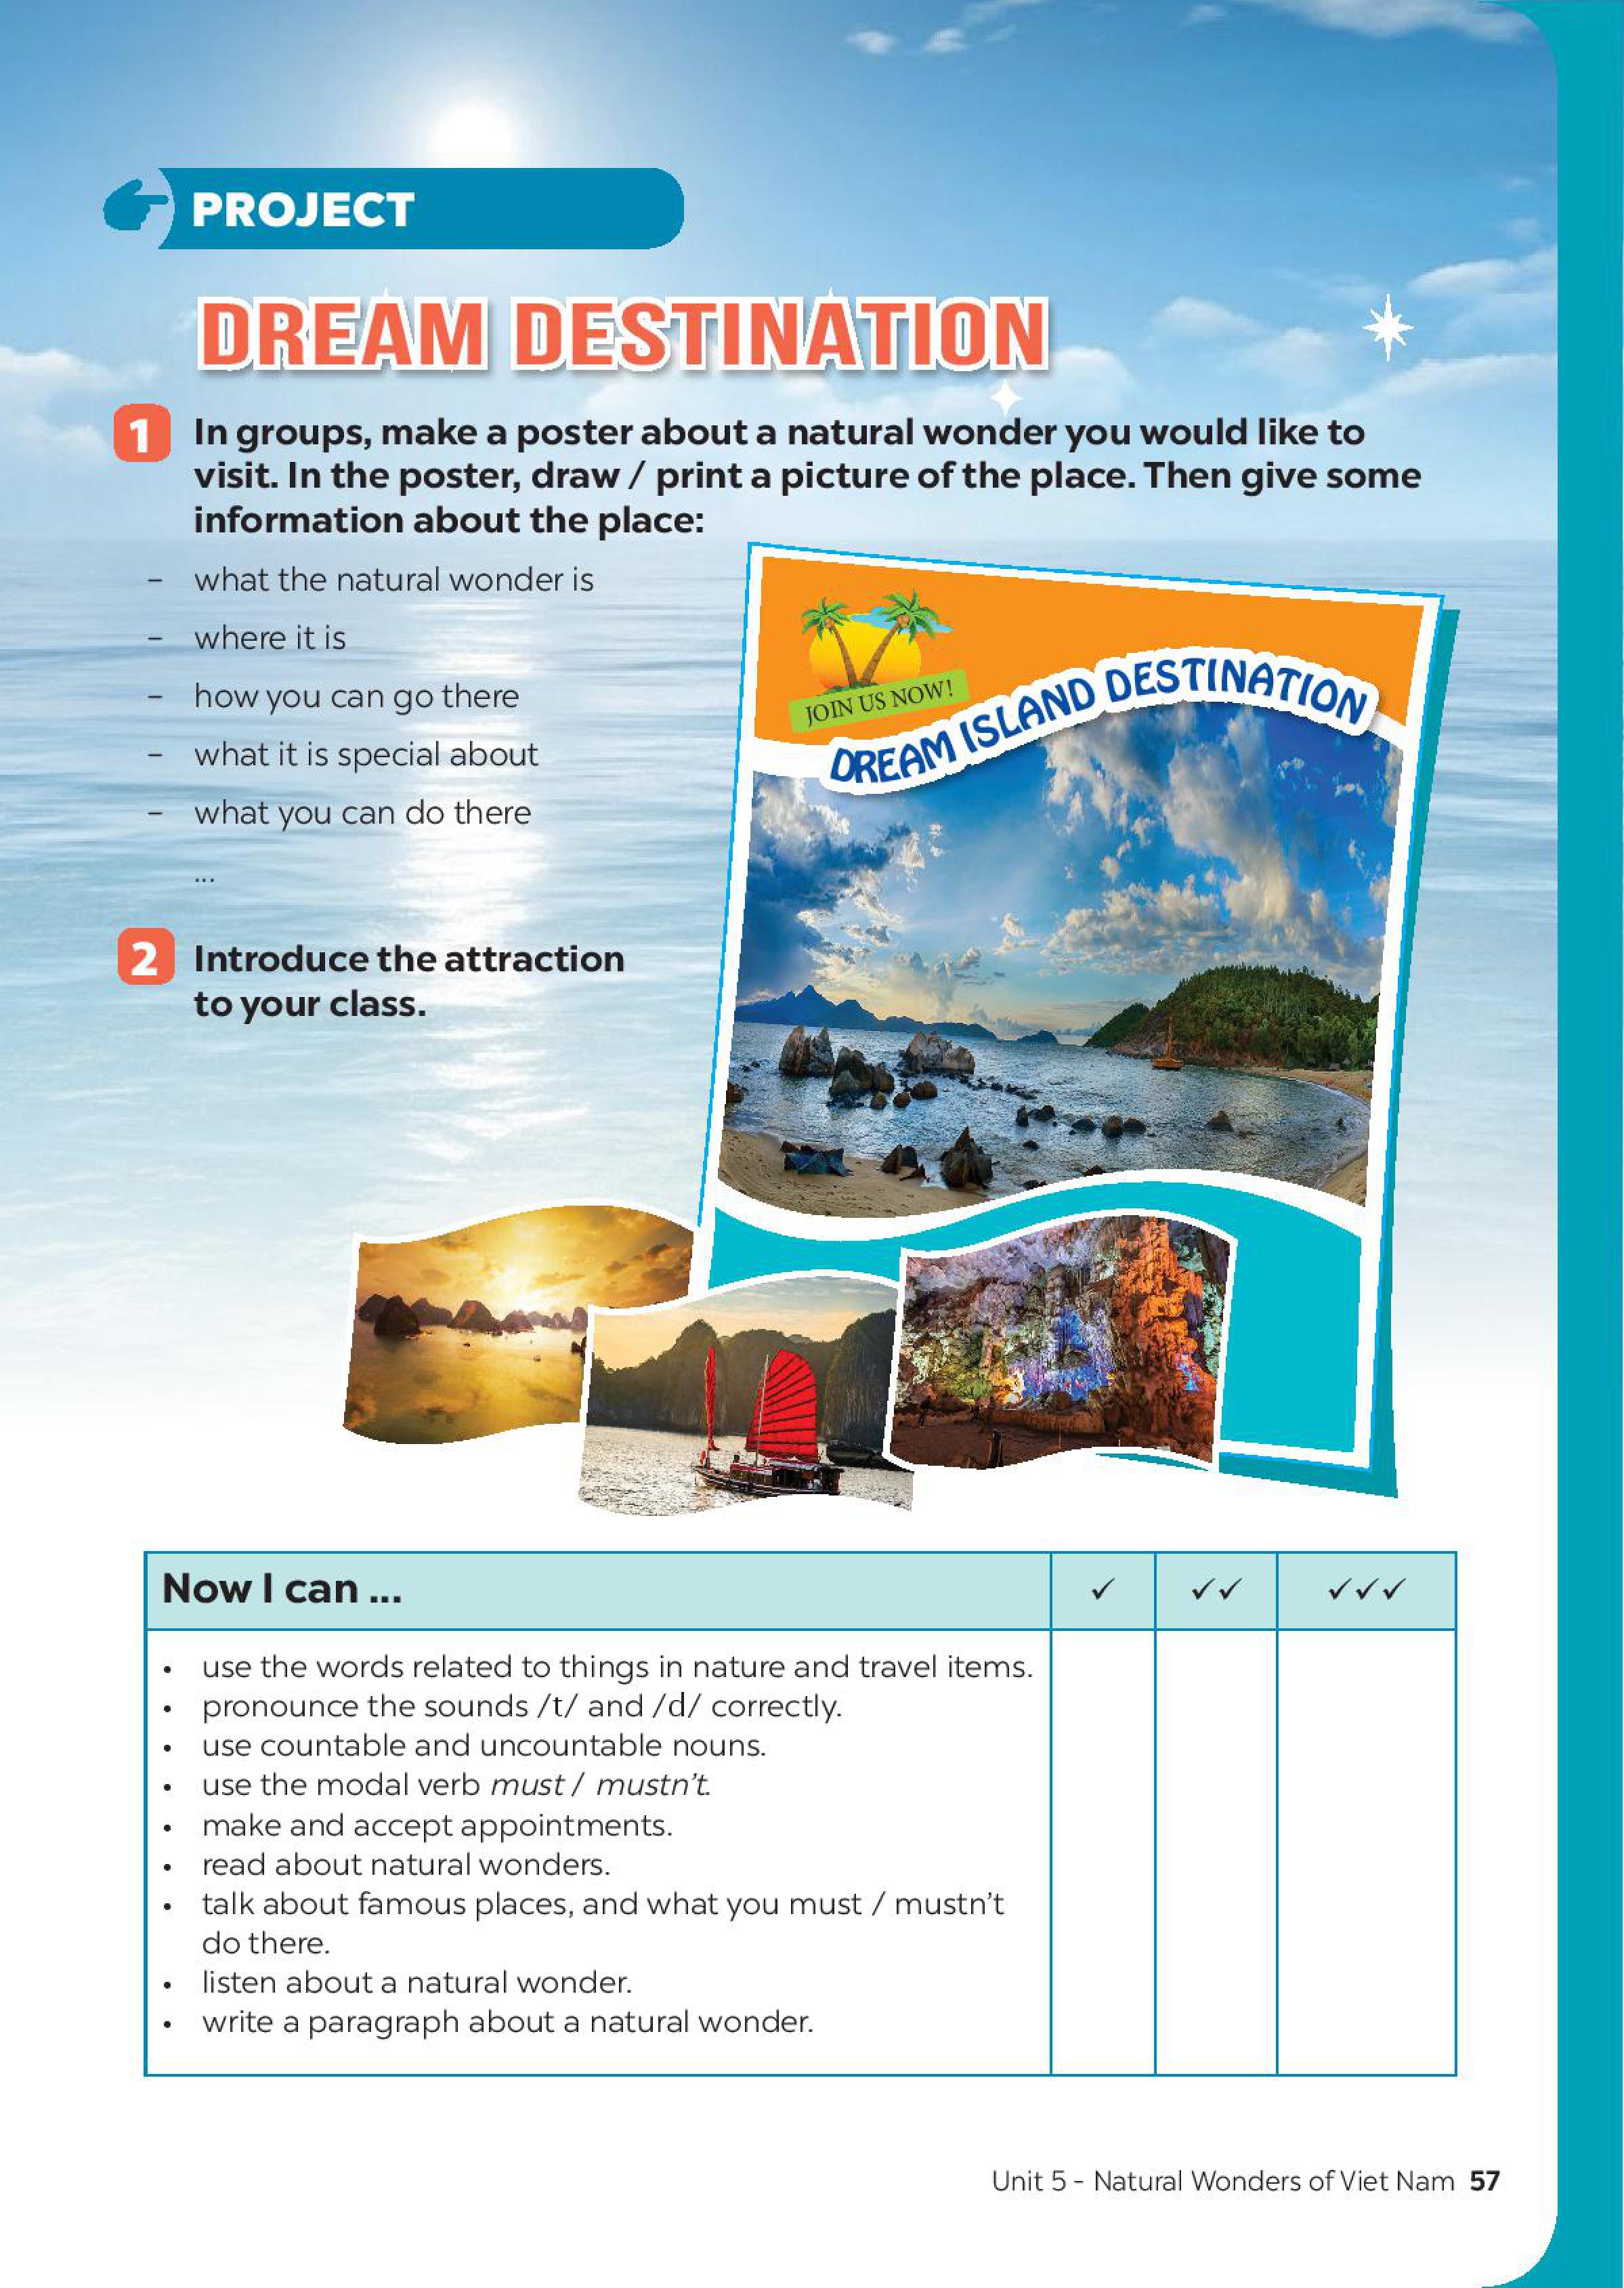 PROJECT
DREAM DESTINATION
1 In groups, make a poster about a natural wonder you would like to
visit. In the poster, draw / print a picture of the place. Then give some
information about the place:
– what the natural wonder is
– where it is
– how you can go there
– what it is special about
– what you can do there
...
JOIN US NOW!
DREAM ISLAND DESTINATION
2 Introduce the attraction
to your class.
Now I can ... ✓ ✓✓ ✓✓✓
• use the words related to things in nature and travel items.
• pronounce the sounds /t/ and /d/ correctly.
• use countable and uncountable nouns.
• use the modal verb must / mustn't.
• make and accept appointments.
• read about natural wonders.
• talk about famous places, and what you must / mustn't
do there.
• listen about a natural wonder.
• write a paragraph about a natural wonder.
Unit 5 - Natural Wonders of Viet Nam 57